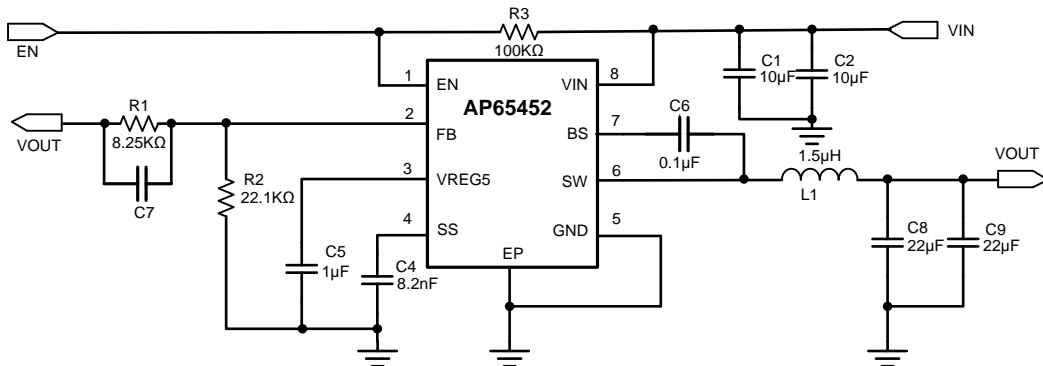 R3
EN
100KΩ
VIN
C1
10µF
C2
10µF
1
EN
VIN
8
AP65452
R1
8.25KΩ
VOUT
C7
2
FB
R2
22.1KΩ
3
VREG5
4
SS
C5
1µF
C4
8.2nF
7
BS
C6
0.1µF
6
SW
1.5µH
L1
VOUT
5
GND
EP
C8
22µF
C9
22µF